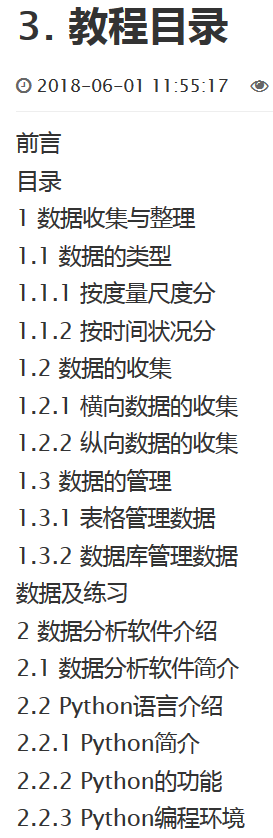 3. 教程目录
2018-06-01 11:55:17
前言
目录
1 数据收集与整理
1.1 数据的类型
1.1.1 按度量尺度分
1.1.2 按时间状况分
1.2 数据的收集
1.2.1 横向数据的收集
1.2.2 纵向数据的收集
1.3 数据的管理
1.3.1 表格管理数据
1.3.2 数据库管理数据
数据及练习
2 数据分析软件介绍
2.1 数据分析软件简介
2.2 Python语言介绍
2.2.1 Python简介
2.2.2 Python的功能
2.2.3 Python编程环境